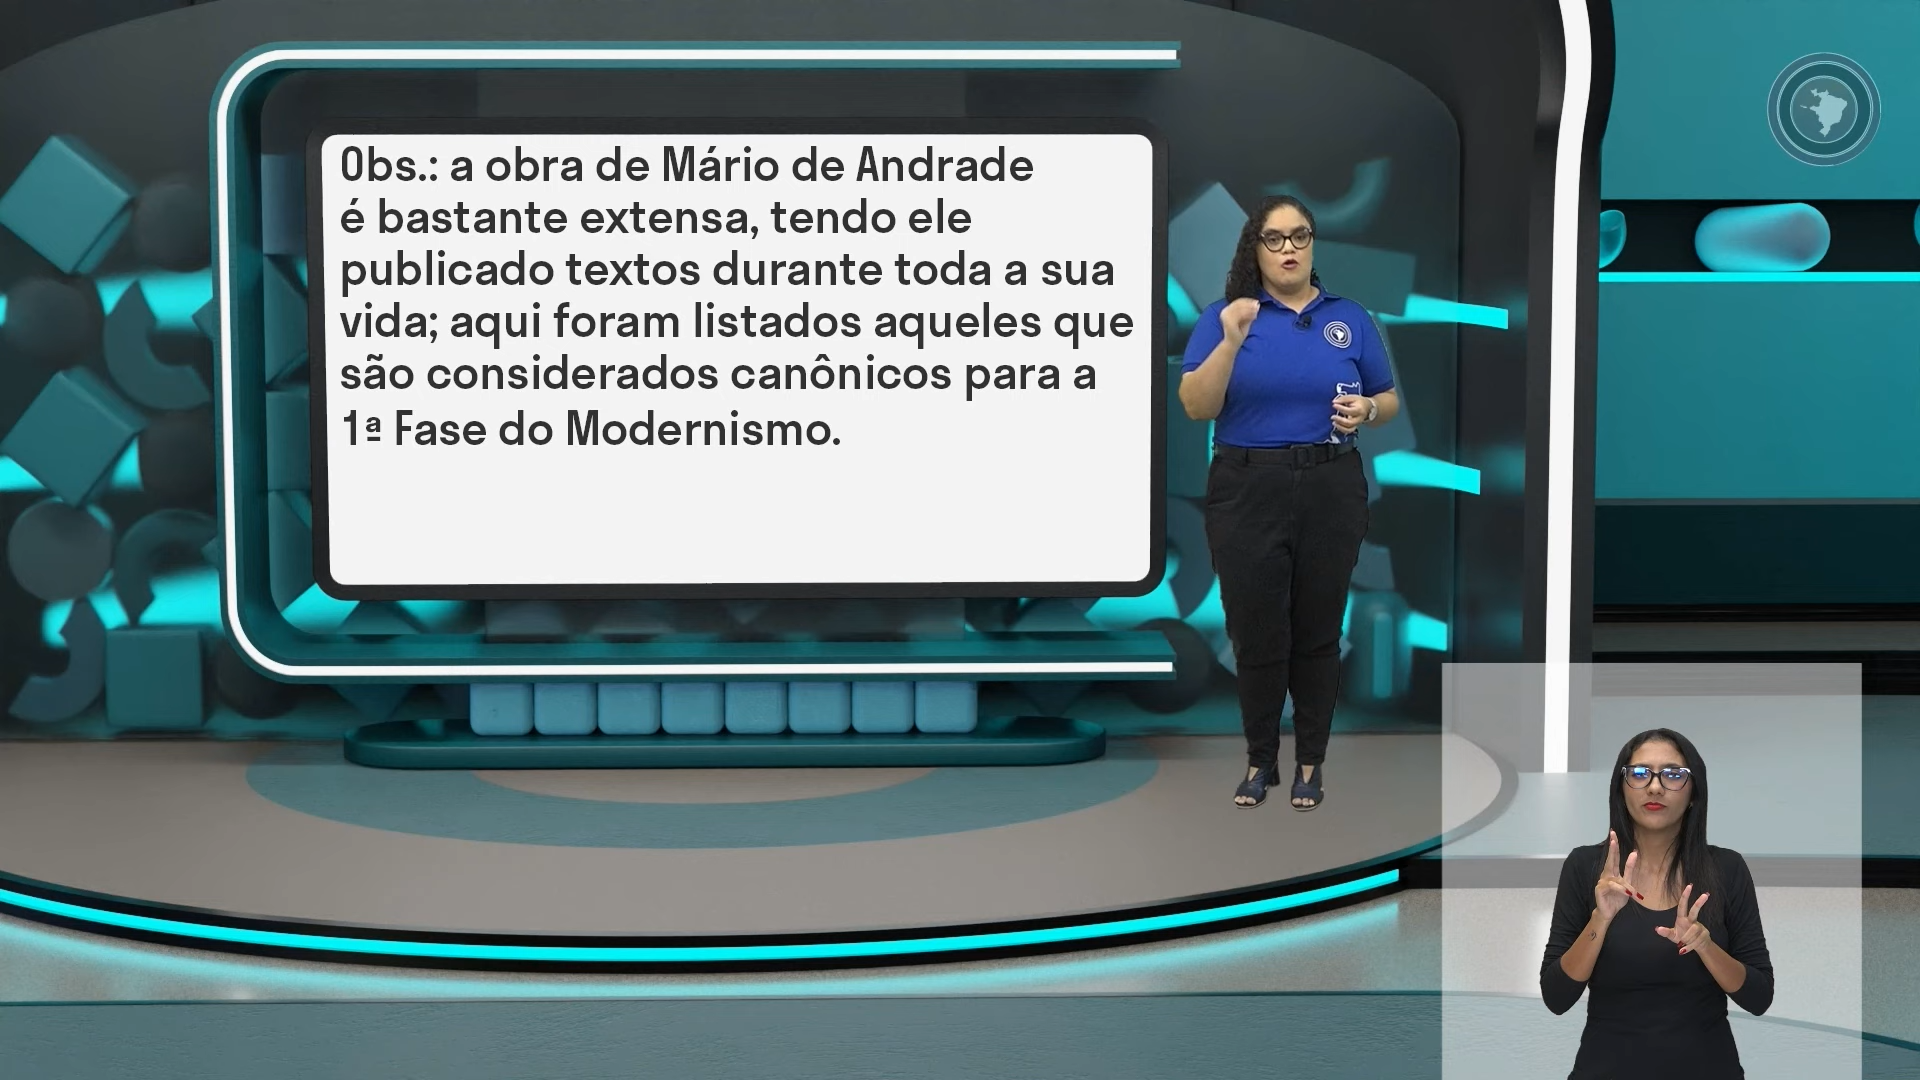 Obs.: a obra de Mário de Andrade
é bastante extensa, tendo ele
publicado textos durante toda a sua
vida; aqui foram listados aqueles que
são considerados canônicos para a
1ª Fase do Modernismo.